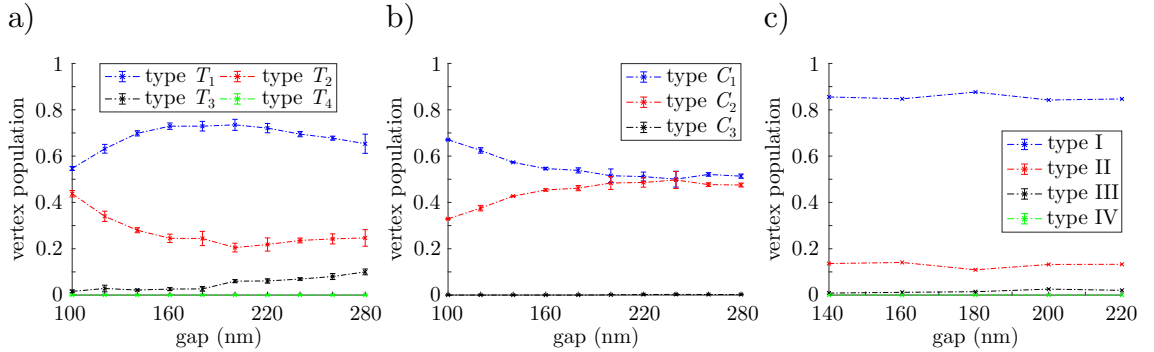 a)
1
0.8
0.6
0.4
0.2
0
100
160
220
280
gap (nm)
vertex population
type T₁
type T₂
type T₃
type T₄
b)
1
0.8
0.6
0.4
0.2
0
100
160
220
280
gap (nm)
vertex population
type C₁
type C₂
type C₃
c)
1
0.8
0.6
0.4
0.2
0
140
160
180
200
220
gap (nm)
vertex population
type I
type II
type III
type IV